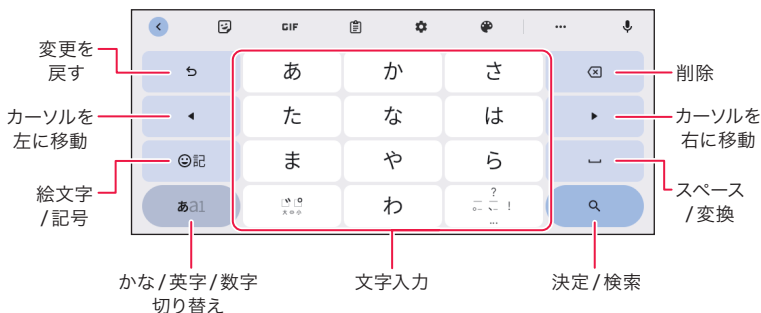 GIF
変更を
戻す
あ
か
さ
削除
カーソルを
左に移動
た
な
は
カーソルを
右に移動
☺記
ま
や
ら
絵文字
/記号
スペース
/変換
あa1
大⇔小
わ
?
。ー 、〜 !
...
かな/英字/数字
切り替え
文字入力
決定/検索